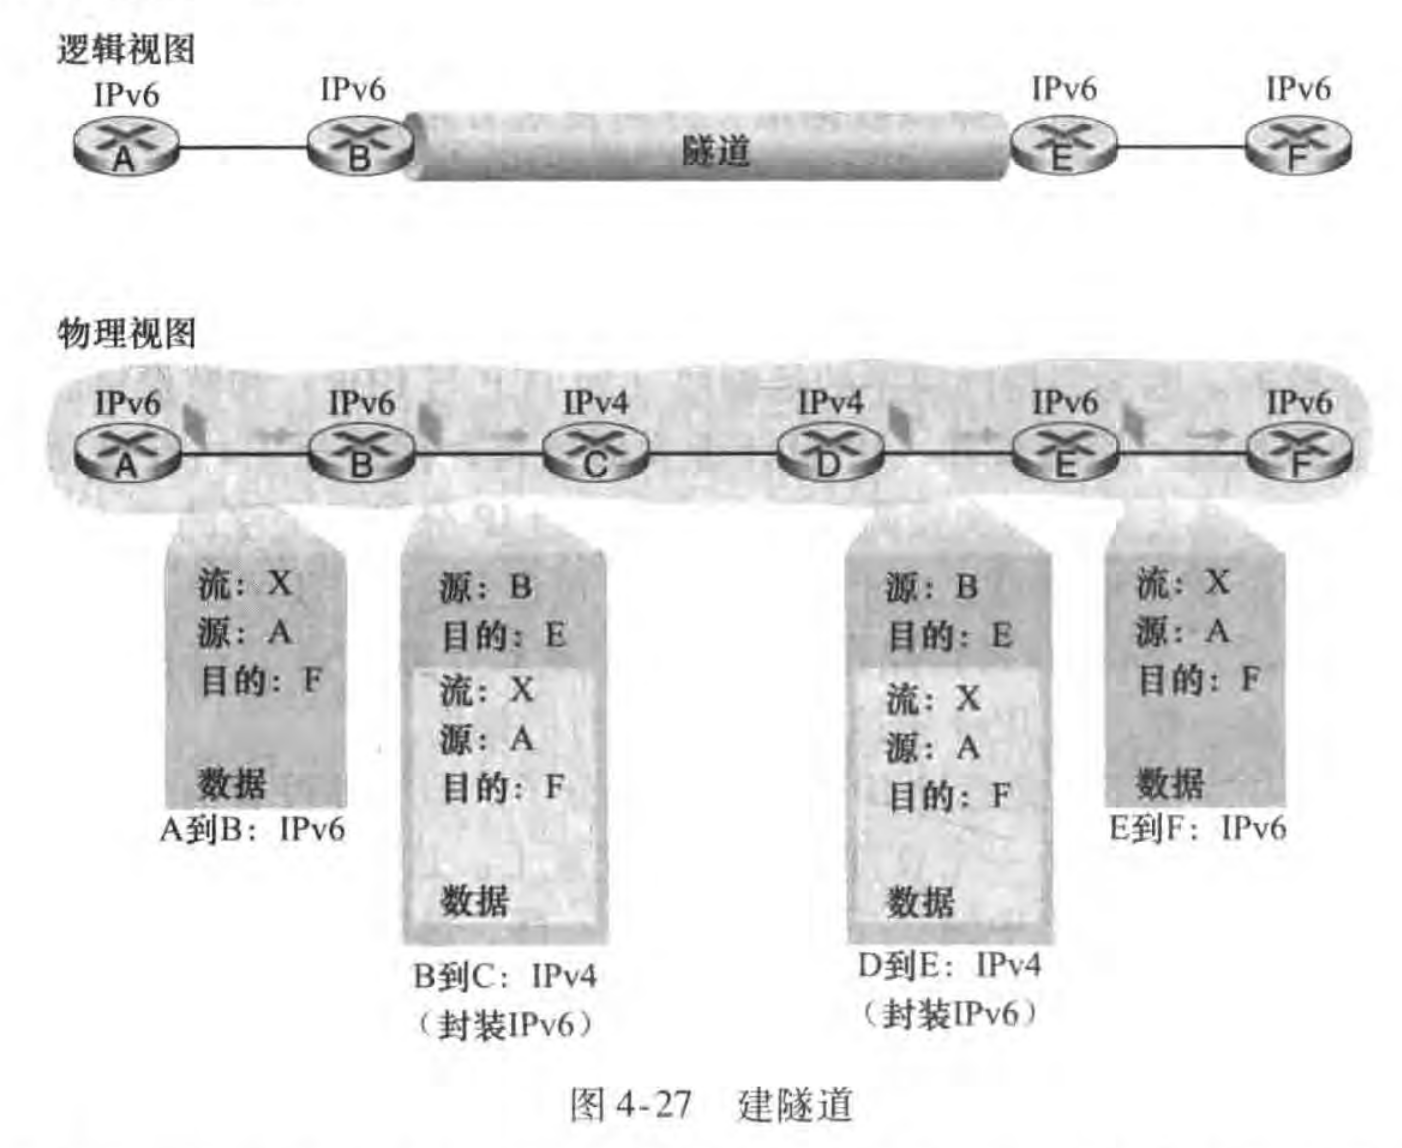 逻辑视图
IPv6 IPv6 IPv6 IPv6
A B 隧道 E F
物理视图
IPv6 IPv6 IPv4 IPv4 IPv6 IPv6
A B C D E F
流：X
源：A
目的：F
数据
A到B：IPv6
源：B
目的：E
流：X
源：A
目的：F
数据
B到C：IPv4
（封装IPv6）
源：B
目的：E
流：X
源：A
目的：F
数据
D到E：IPv4
（封装IPv6）
流：X
源：A
目的：F
数据
E到F：IPv6
图 4-27 建隧道